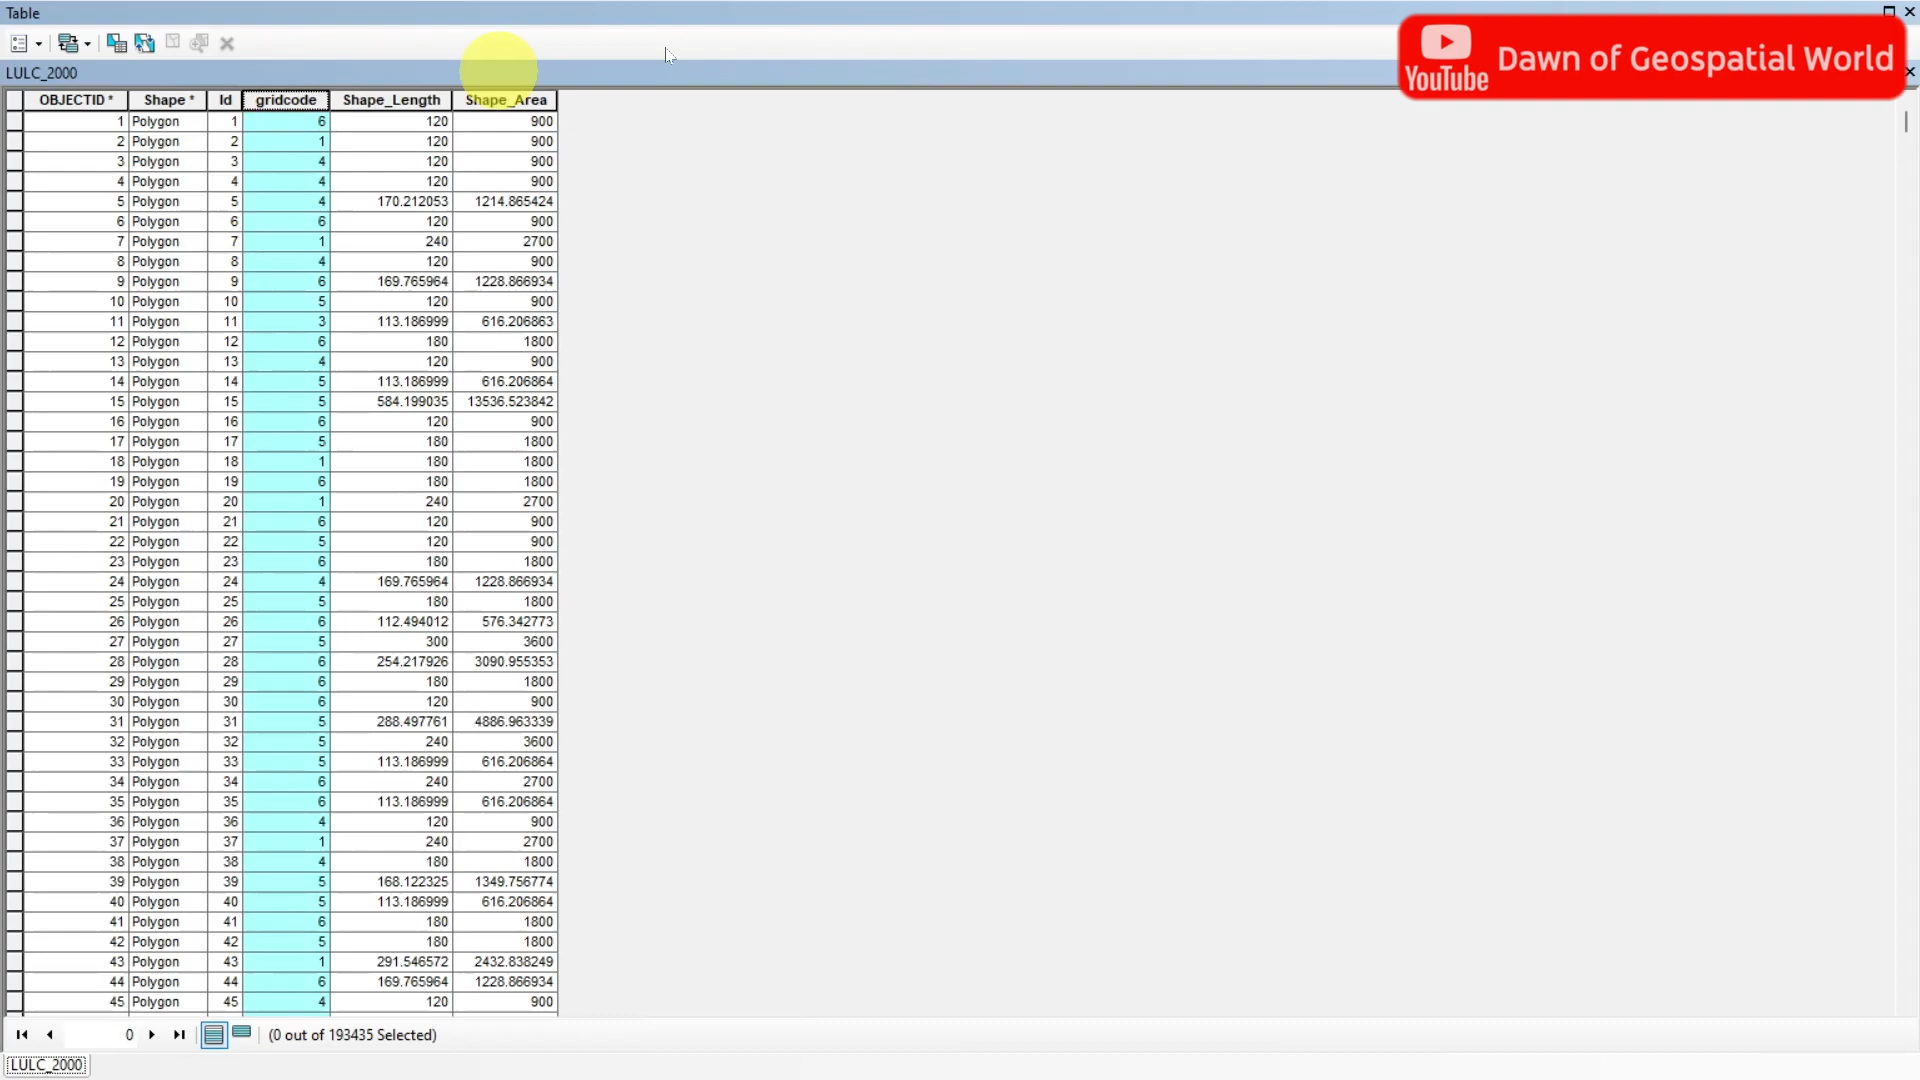 Table
YouTube Dawn of Geospatial World
LULC_2000
OBJECTID * Shape * Id gridcode Shape_Length Shape_Area
1 Polygon 1 6 120 900
2 Polygon 2 1 120 900
3 Polygon 3 4 120 900
4 Polygon 4 4 120 900
5 Polygon 5 4 170.212053 1214.865424
6 Polygon 6 6 120 900
7 Polygon 7 1 240 2700
8 Polygon 8 4 120 900
9 Polygon 9 6 169.765964 1228.866934
10 Polygon 10 5 120 900
11 Polygon 11 3 113.186999 616.206863
12 Polygon 12 6 180 1800
13 Polygon 13 4 120 900
14 Polygon 14 5 113.186999 616.206864
15 Polygon 15 5 584.199035 13536.523842
16 Polygon 16 6 120 900
17 Polygon 17 5 180 1800
18 Polygon 18 1 180 1800
19 Polygon 19 6 180 1800
20 Polygon 20 1 240 2700
21 Polygon 21 6 120 900
22 Polygon 22 5 120 900
23 Polygon 23 6 180 1800
24 Polygon 24 4 169.765964 1228.866934
25 Polygon 25 5 180 1800
26 Polygon 26 6 112.494012 576.342773
27 Polygon 27 5 300 3600
28 Polygon 28 6 254.217926 3090.955353
29 Polygon 29 6 180 1800
30 Polygon 30 6 120 900
31 Polygon 31 5 288.497761 4886.963339
32 Polygon 32 5 240 3600
33 Polygon 33 5 113.186999 616.206864
34 Polygon 34 6 240 2700
35 Polygon 35 6 113.186999 616.206864
36 Polygon 36 4 120 900
37 Polygon 37 1 240 2700
38 Polygon 38 4 180 1800
39 Polygon 39 5 168.122325 1349.756774
40 Polygon 40 5 113.186999 616.206864
41 Polygon 41 6 180 1800
42 Polygon 42 5 180 1800
43 Polygon 43 1 291.546572 2432.838249
44 Polygon 44 6 169.765964 1228.866934
45 Polygon 45 4 120 900
0 (0 out of 193435 Selected)
LULC_2000